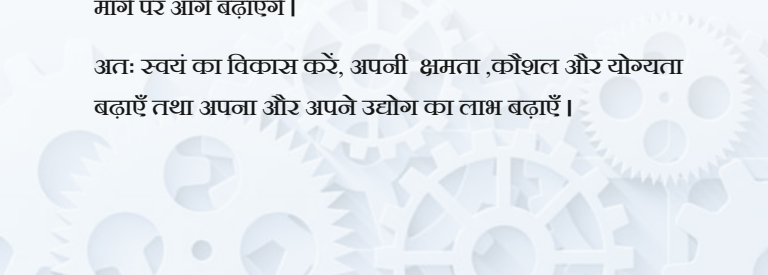 मार्ग पर आगे बढ़ाएंगे।
अतः स्वयं का विकास करें, अपनी  क्षमता ,कौशल और योग्यता
बढ़ाएँ तथा अपना और अपने उद्योग का लाभ बढ़ाएँ।